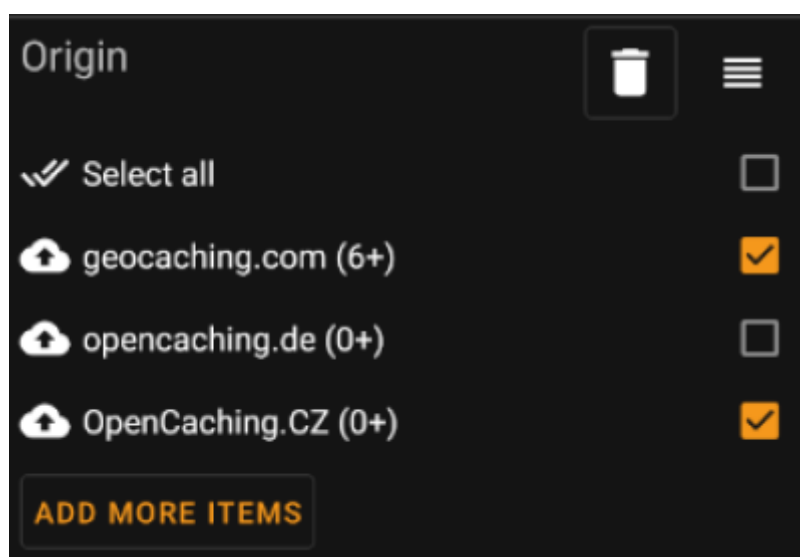 Origin
Select all
geocaching.com (6+)
opencaching.de (0+)
OpenCaching.CZ (0+)
ADD MORE ITEMS